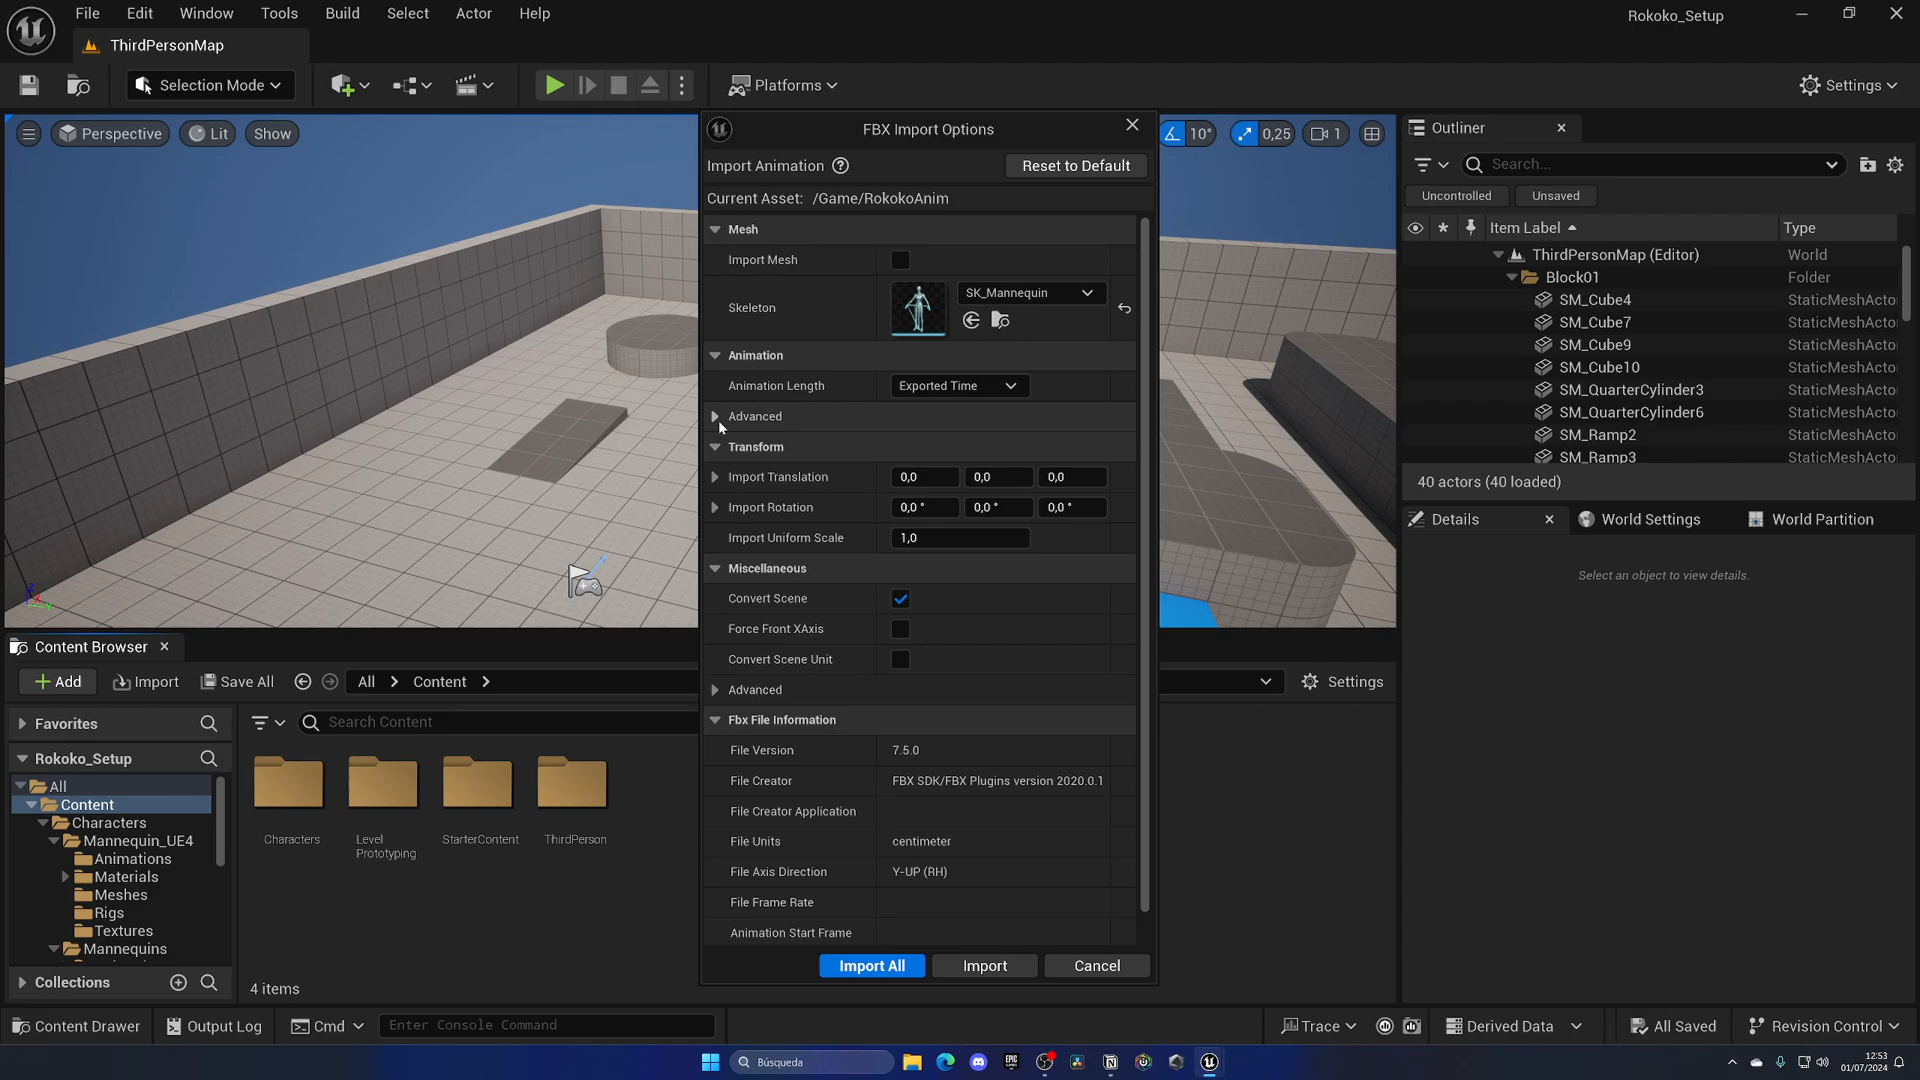 File Edit Window Tools Build Select Actor Help
Rokoko_Setup
ThirdPersonMap
Selection Mode
Platforms
Settings
Perspective
Lit
Show
10°
0,25
1
FBX Import Options
Import Animation
Reset to Default
Current Asset: /Game/RokokoAnim
Mesh
Import Mesh
Skeleton
SK_Mannequin
Animation
Animation Length
Exported Time
Advanced
Transform
Import Translation
0,0
0,0
0,0
Import Rotation
0,0 °
0,0 °
0,0 °
Import Uniform Scale
1,0
Miscellaneous
Convert Scene
Force Front XAxis
Convert Scene Unit
Advanced
Fbx File Information
File Version
7.5.0
File Creator
FBX SDK/FBX Plugins version 2020.0.1
File Creator Application
File Units
centimeter
File Axis Direction
Y-UP (RH)
File Frame Rate
Animation Start Frame
Import All
Import
Cancel
Outliner
Search...
Uncontrolled
Unsaved
Item Label
Type
ThirdPersonMap (Editor)
World
Block01
Folder
SM_Cube4
StaticMeshActo
SM_Cube7
StaticMeshActo
SM_Cube9
StaticMeshActo
SM_Cube10
StaticMeshActo
SM_QuarterCylinder3
StaticMeshActo
SM_QuarterCylinder6
StaticMeshActo
SM_Ramp2
StaticMeshActo
SM_Ramp3
StaticMeshActo
40 actors (40 loaded)
Details
World Settings
World Partition
Select an object to view details.
Content Browser
Add
Import
Save All
All
Content
Settings
Favorites
Search Content
Rokoko_Setup
All
Content
Characters
Mannequin_UE4
Animations
Materials
Meshes
Rigs
Textures
Mannequins
Collections
Characters
Level
Prototyping
StarterContent
ThirdPerson
4 items
Content Drawer
Output Log
Cmd
Enter Console Command
Trace
Derived Data
All Saved
Revision Control
Búsqueda
EPIC
GAMES
12:53
01/07/2024